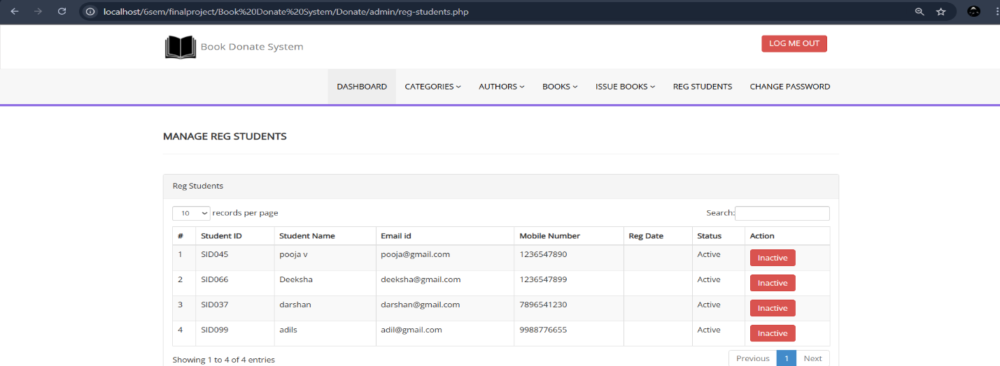 localhost/6sem/finalproject/Book%20Donate%20System/Donate/admin/reg-students.php
Book Donate System
LOG ME OUT
DASHBOARD CATEGORIES AUTHORS BOOKS ISSUE BOOKS REG STUDENTS CHANGE PASSWORD
MANAGE REG STUDENTS
Reg Students
10 records per page Search:
# Student ID Student Name Email id Mobile Number Reg Date Status Action
1 SID045 pooja v pooja@gmail.com 1236547890 Active Inactive
2 SID066 Deeksha deeksha@gmail.com 1236547899 Active Inactive
3 SID037 darshan darshan@gmail.com 7896541230 Active Inactive
4 SID099 adils adil@gmail.com 9988776655 Active Inactive
Showing 1 to 4 of 4 entries Previous 1 Next